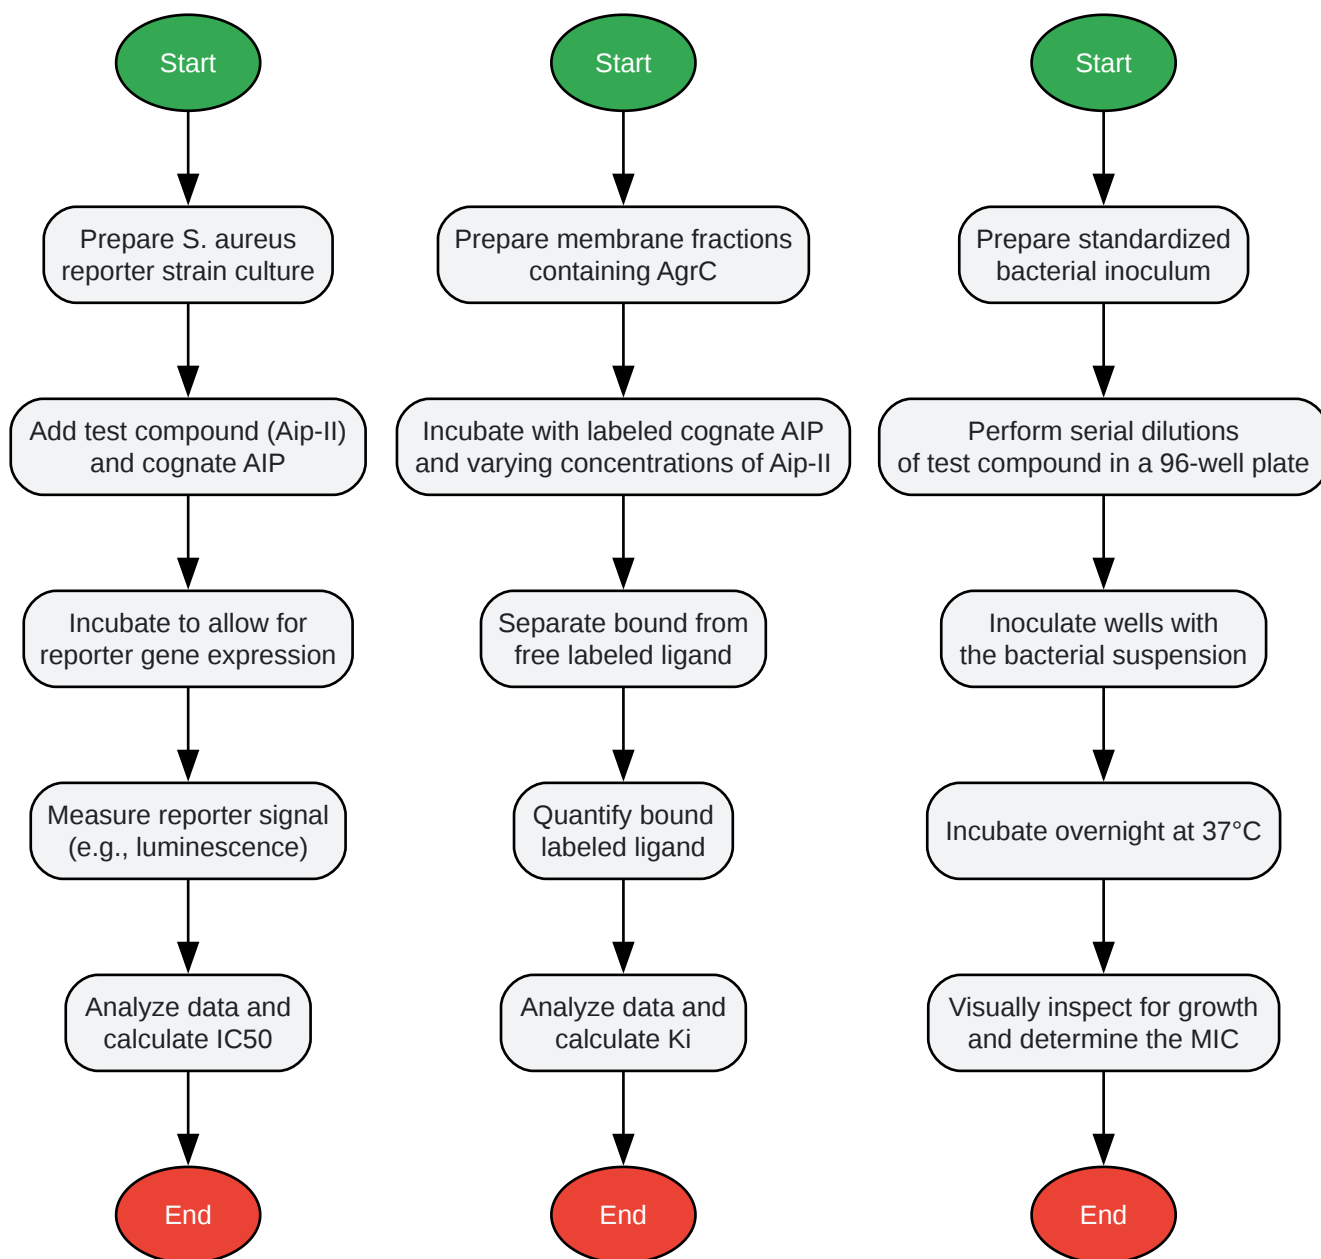 Start
Prepare S. aureus
reporter strain culture
Add test compound (Aip-II)
and cognate AIP
Incubate to allow for
reporter gene expression
Measure reporter signal
(e.g., luminescence)
Analyze data and
calculate IC50
End
Start
Prepare membrane fractions
containing AgrC
Incubate with labeled cognate AIP
and varying concentrations of Aip-II
Separate bound from
free labeled ligand
Quantify bound
labeled ligand
Analyze data and
calculate Ki
End
Start
Prepare standardized
bacterial inoculum
Perform serial dilutions
of test compound in a 96-well plate
Inoculate wells with
the bacterial suspension
Incubate overnight at 37°C
Visually inspect for growth
and determine the MIC
End